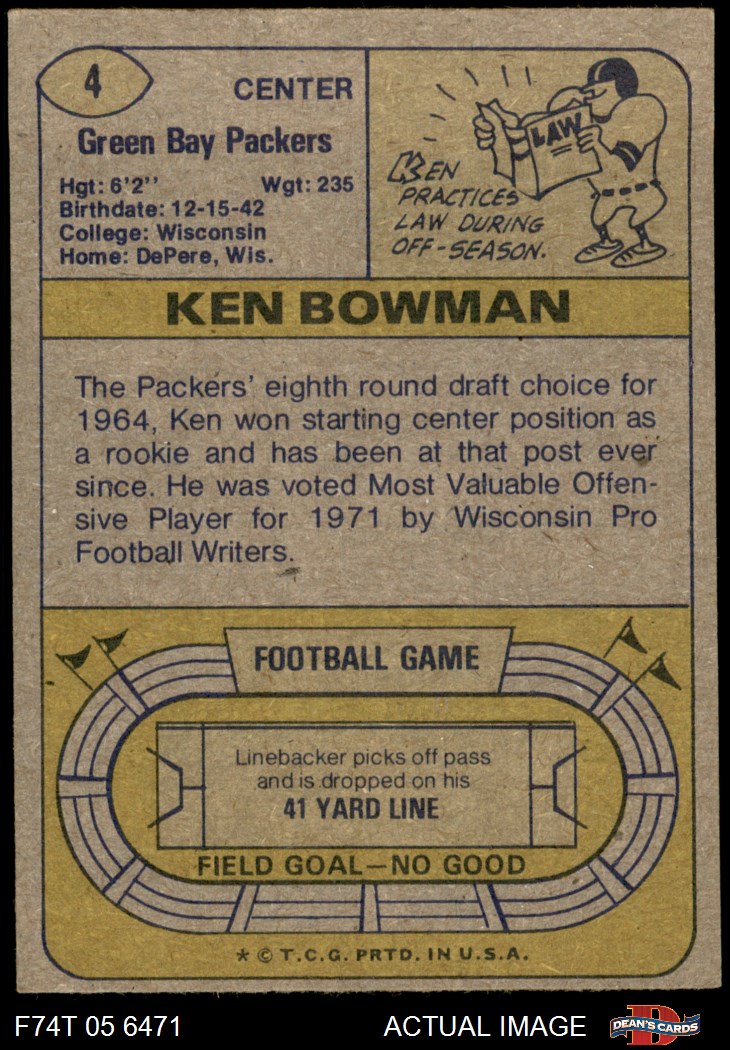 4
CENTER
Green Bay Packers
Hgt: 6'2'' Wgt: 235
Birthdate: 12-15-42
College: Wisconsin
Home: DePere, Wis.
LAW
KEN
PRACTICES
LAW DURING
OFF-SEASON.
KEN BOWMAN
The Packers' eighth round draft choice for
1964, Ken won starting center position as
a rookie and has been at that post ever
since. He was voted Most Valuable Offen-
sive Player for 1971 by Wisconsin Pro
Football Writers.
FOOTBALL GAME
Linebacker picks off pass
and is dropped on his
41 YARD LINE
FIELD GOAL—NO GOOD
* © T.C.G. PRTD. IN U.S.A.
F74T 05 6471
ACTUAL IMAGE
DEAN'S CARDS